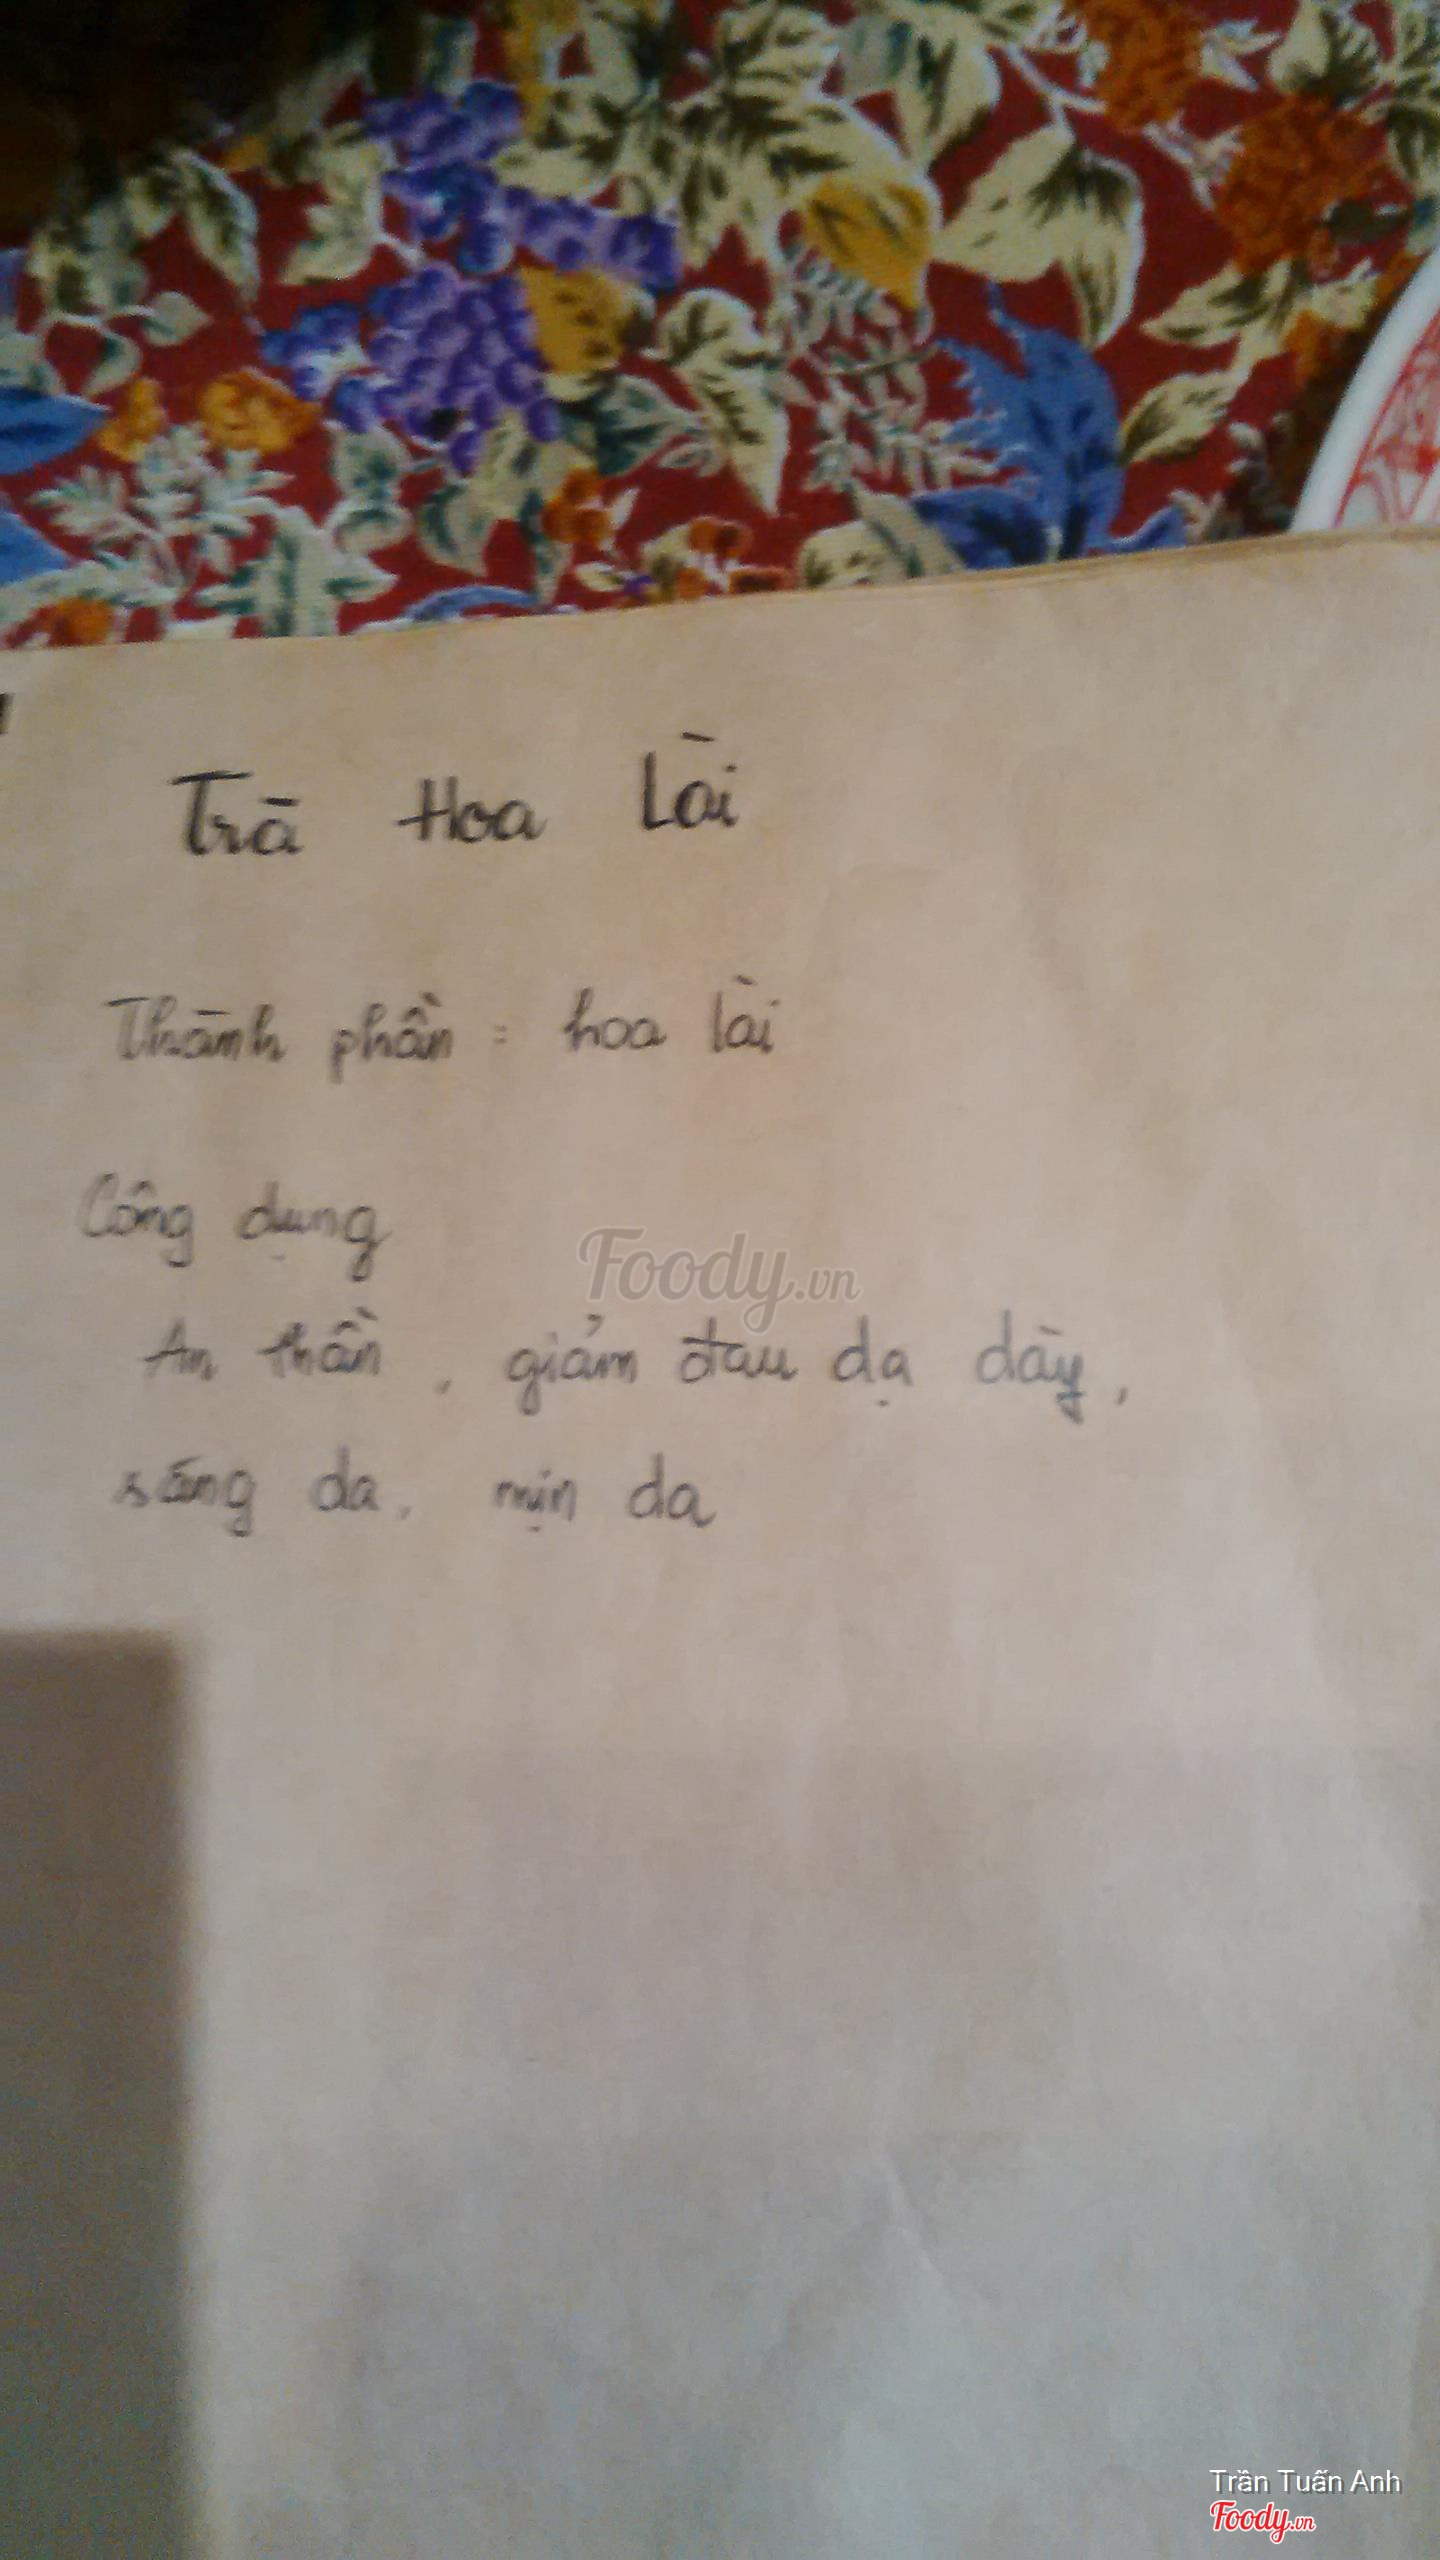 Trà Hoa Lài
Thành phần : hoa lài
Công dụng
Foody.vn
An thần, giảm đau dạ dày,
sáng da, mịn da
Trần Tuấn Anh
Foody.vn